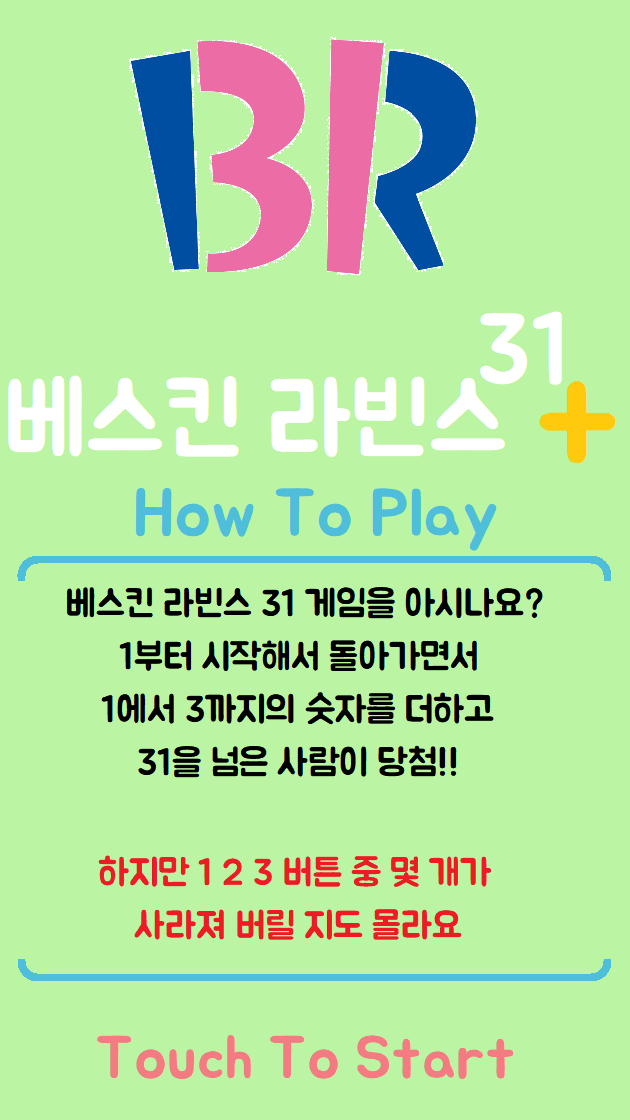 BR
31
베스킨 라빈스 +
How To Play
베스킨 라빈스 31 게임을 아시나요?
1부터 시작해서 돌아가면서
1에서 3까지의 숫자를 더하고
31을 넘은 사람이 당첨!!
하지만 1 2 3 버튼 중 몇 개가
사라져 버릴 지도 몰라요
Touch To Start